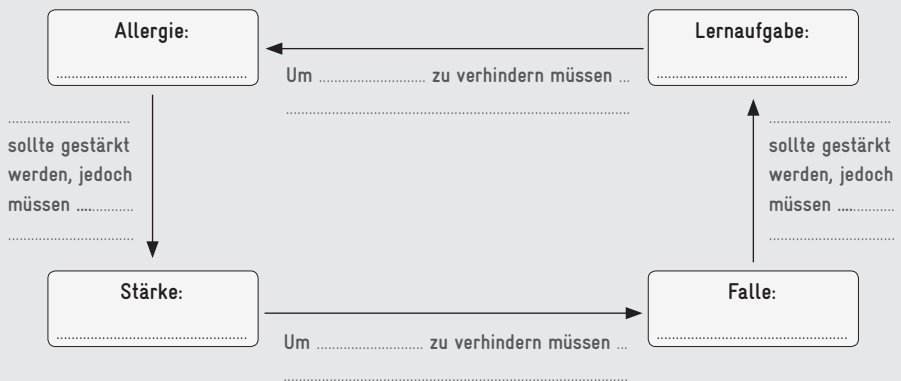 Allergie:
..................................................
Lernaufgabe:
..................................................
Um ............................ zu verhindern müssen ...
...........................................................................................
................................
sollte gestärkt
werden, jedoch
müssen ...............
.................................
................................
sollte gestärkt
werden, jedoch
müssen ...............
.................................
Stärke:
..................................................
Falle:
..................................................
Um ............................ zu verhindern müssen ...
...........................................................................................